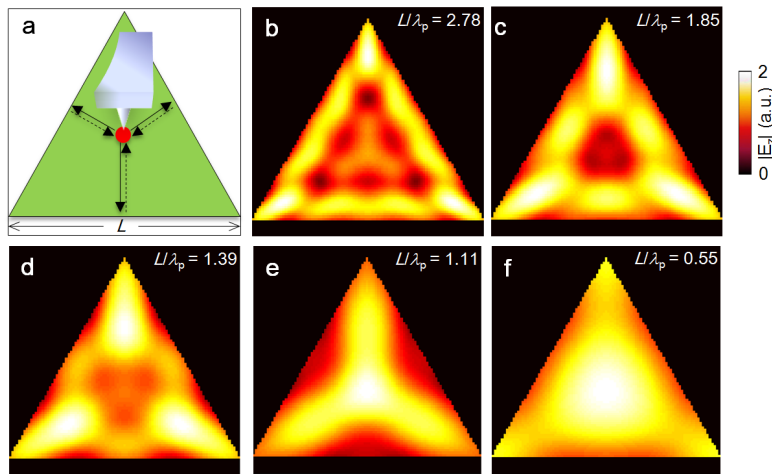 a
L
b
L/λp = 2.78
c
L/λp = 1.85
2
0
|Ez| (a.u.)
d
L/λp = 1.39
e
L/λp = 1.11
f
L/λp = 0.55